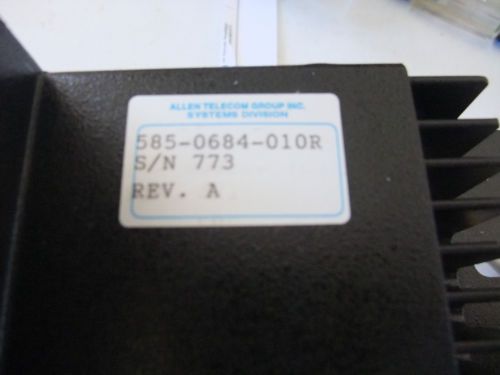 ALLEN TELECOM GROUP INC.
SYSTEMS DIVISION
585-0684-010R
S/N 773
REV. A